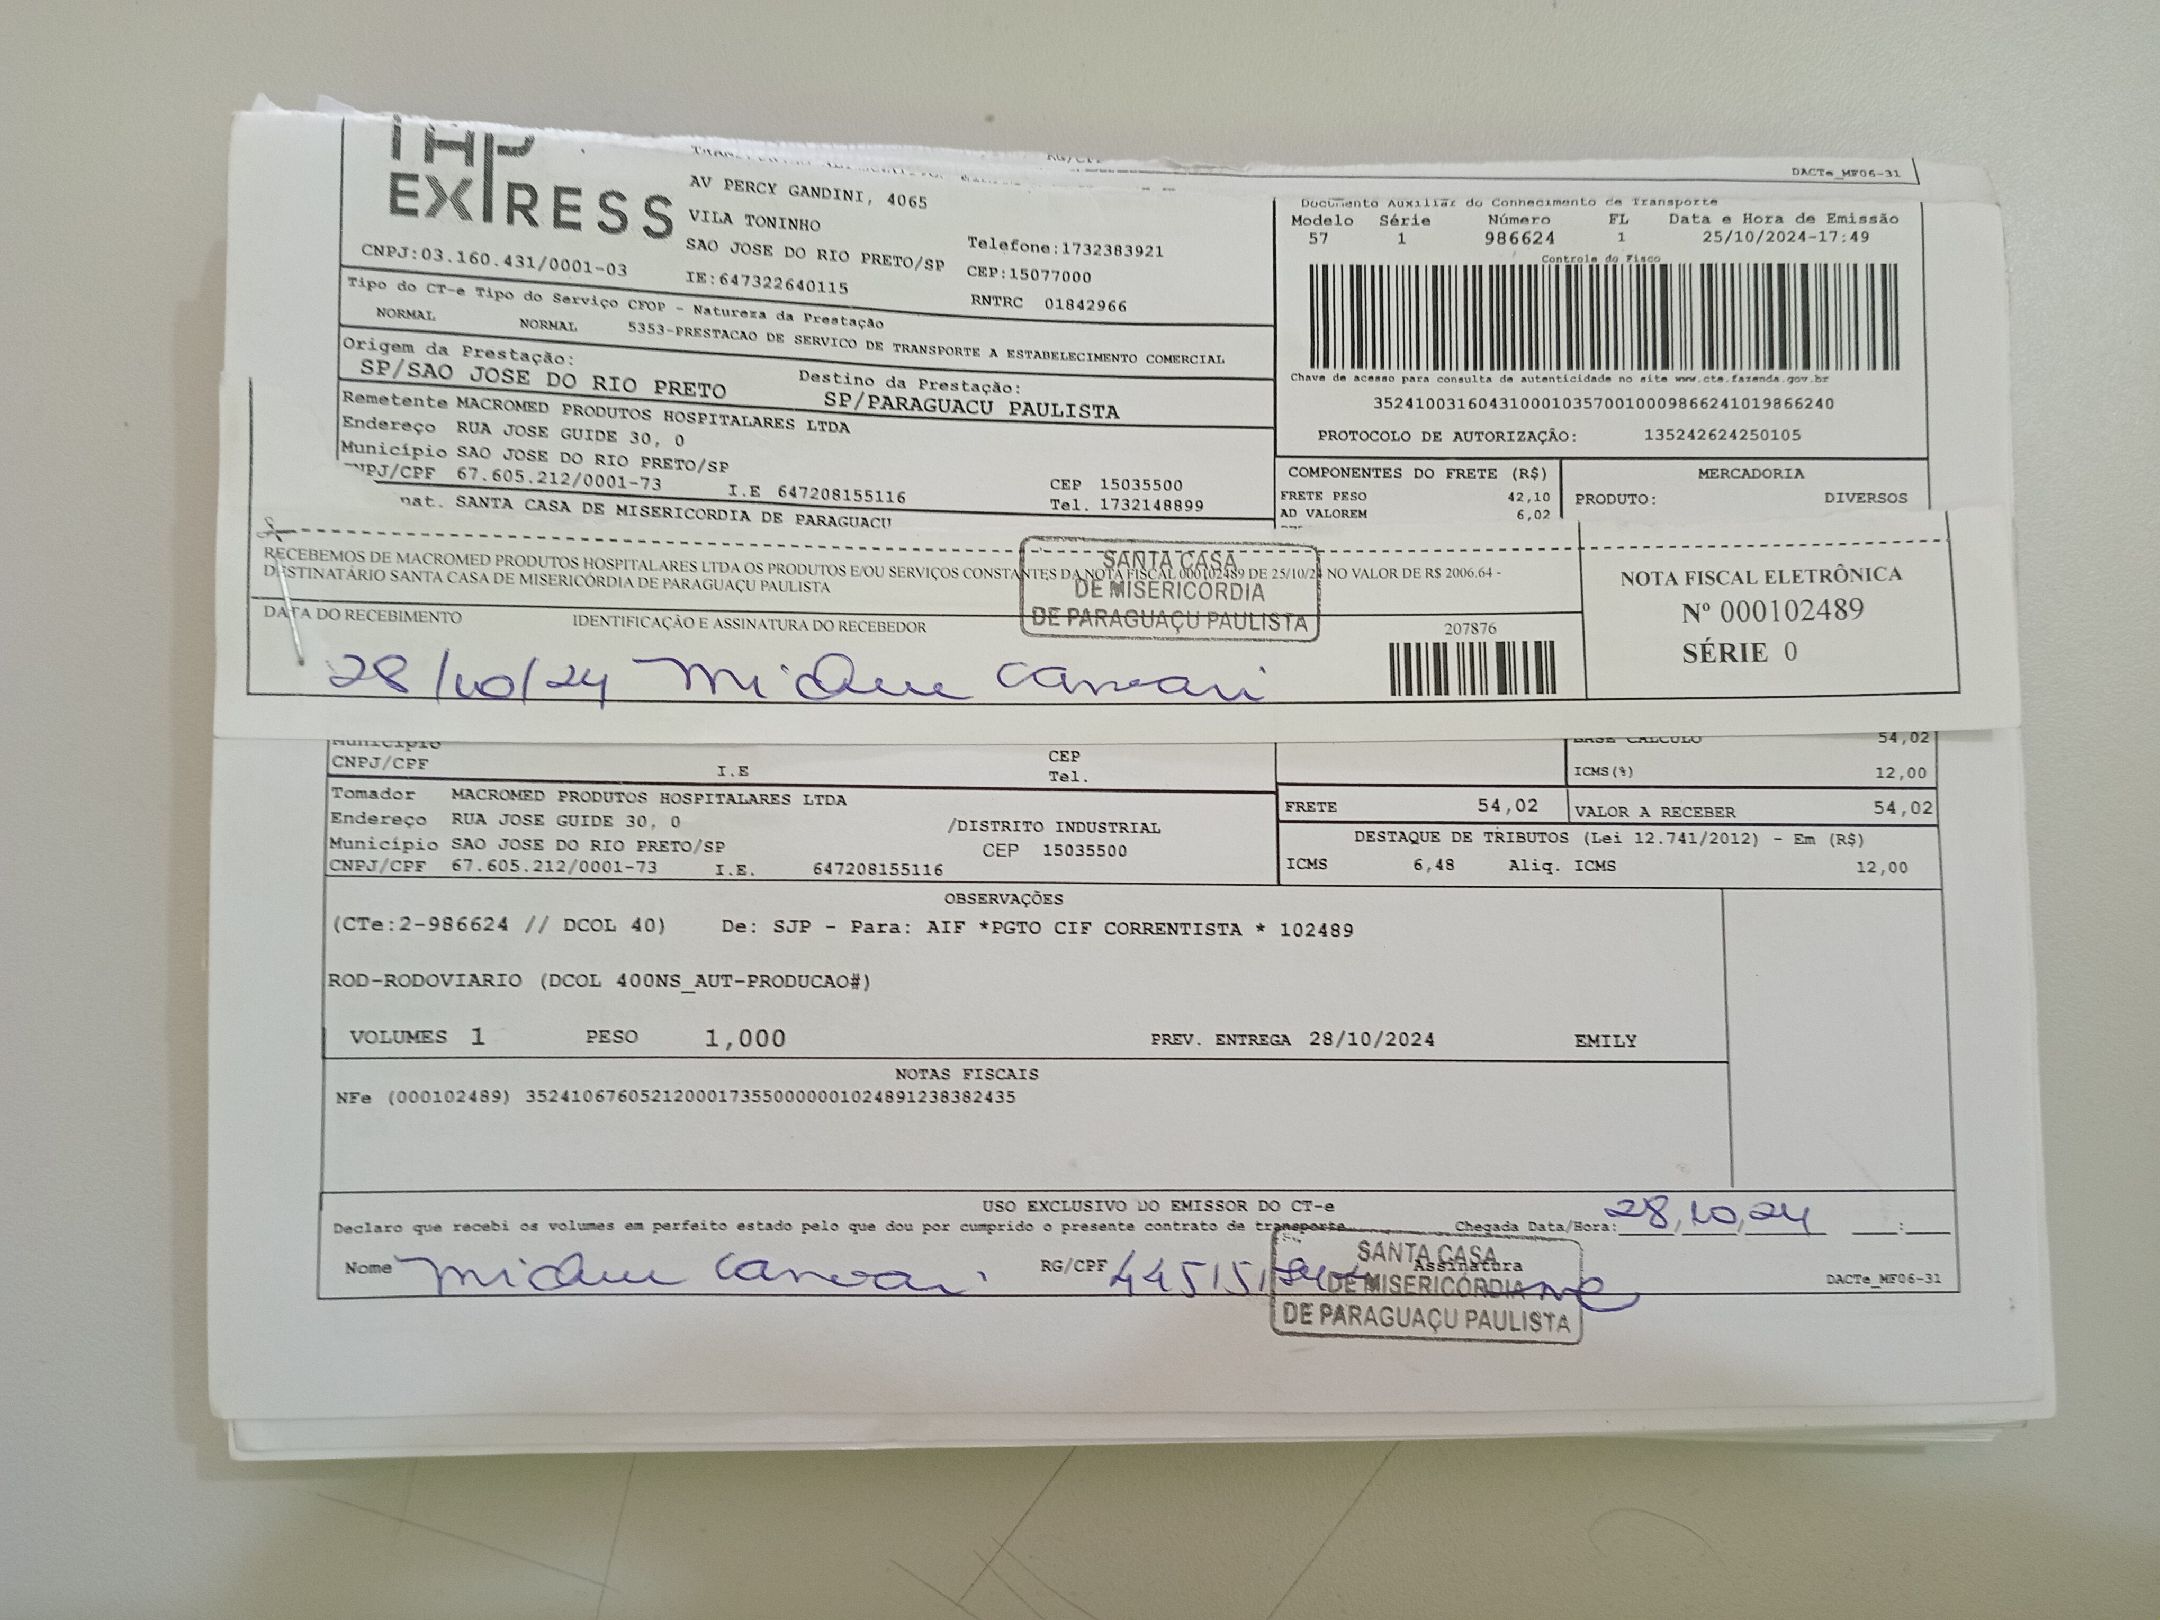 EXPRESS
AV PERCY GANDINI, 4065
VILA TONINHO
SAO JOSE DO RIO PRETO/SP
Telefone:1732383921
CNPJ:03.160.431/0001-03
IE:647322640115
CEP:15077000
RNTRC 01842966
DACTe_MF06-31
Documento Auxiliar do Conhecimento de Transporte
Modelo Série Número FL Data e Hora de Emissão
57 1 986624 1 25/10/2024-17:49
Controle do Fisco
Tipo do CT-e Tipo do Serviço CFOP - Natureza da Prestação
NORMAL NORMAL 5353-PRESTACAO DE SERVICO DE TRANSPORTE A ESTABELECIMENTO COMERCIAL
Origem da Prestação: Destino da Prestação:
SP/SAO JOSE DO RIO PRETO SP/PARAGUACU PAULISTA
Chave de acesso para consulta de autenticidade no site www.cte.fazenda.gov.br
35241003160431000103570010009866241019866240
PROTOCOLO DE AUTORIZAÇÃO: 135242624250105
Remetente MACROMED PRODUTOS HOSPITALARES LTDA
Endereço RUA JOSE GUIDE 30, 0
Município SAO JOSE DO RIO PRETO/SP
CEP 15035500
NPJ/CPF 67.605.212/0001-73 I.E 647208155116 Tel. 1732148899
nat. SANTA CASA DE MISERICORDIA DE PARAGUACU
COMPONENTES DO FRETE (R$) MERCADORIA
FRETE PESO 42,10 PRODUTO: DIVERSOS
AD VALOREM 6,02
RECEBEMOS DE MACROMED PRODUTOS HOSPITALARES LTDA OS PRODUTOS E/OU SERVIÇOS CONSTANTES DA NOTA FISCAL 000102489 DE 25/10/24 NO VALOR DE R$ 2006.64 -
DESTINATÁRIO SANTA CASA DE MISERICÓRDIA DE PARAGUAÇU PAULISTA
SANTA CASA
DE MISERICÓRDIA
DE PARAGUAÇU PAULISTA
DATA DO RECEBIMENTO IDENTIFICAÇÃO E ASSINATURA DO RECEBEDOR
207876
28/10/24
NOTA FISCAL ELETRÔNICA
Nº 000102489
SÉRIE 0
Município CEP
CNPJ/CPF I.E Tel.
BASE CALCULO 54,02
ICMS(%) 12,00
Tomador MACROMED PRODUTOS HOSPITALARES LTDA
Endereço RUA JOSE GUIDE 30, 0 /DISTRITO INDUSTRIAL
Município SAO JOSE DO RIO PRETO/SP CEP 15035500
CNPJ/CPF 67.605.212/0001-73 I.E. 647208155116
FRETE 54,02 VALOR A RECEBER 54,02
DESTAQUE DE TRIBUTOS (Lei 12.741/2012) - Em (R$)
ICMS 6,48 Aliq. ICMS 12,00
OBSERVAÇÕES
(CTe:2-986624 // DCOL 40) De: SJP - Para: AIF *PGTO CIF CORRENTISTA * 102489
ROD-RODOVIARIO (DCOL 400NS_AUT-PRODUCAO#)
VOLUMES 1 PESO 1,000 PREV. ENTREGA 28/10/2024 EMILY
NOTAS FISCAIS
NFe (000102489) 35241067605212000173550000001024891238382435
USO EXCLUSIVO DO EMISSOR DO CT-e
Declaro que recebi os volumes em perfeito estado pelo que dou por cumprido o presente contrato de transporte. Chegada Data/Hora: 28,10,24 :
Nome RG/CPF Assinatura
SANTA CASA
DE MISERICÓRDIA
DE PARAGUAÇU PAULISTA
DACTe_MF06-31